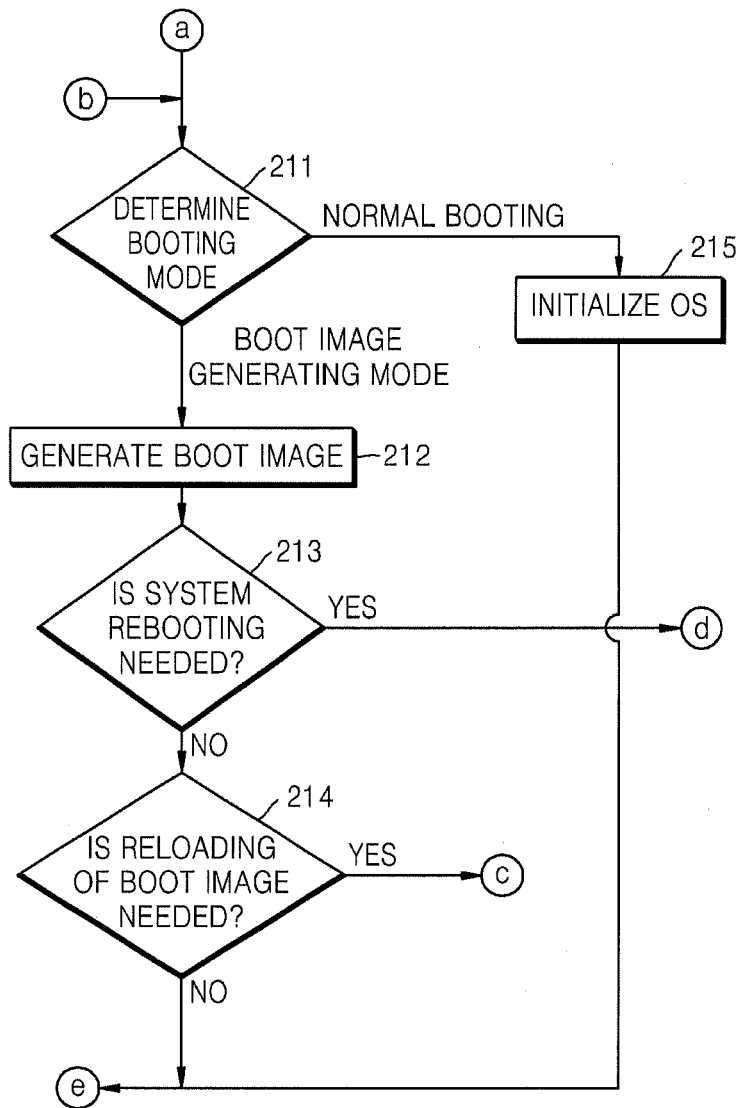 a
b
211
DETERMINE
BOOTING
MODE
NORMAL BOOTING
215
INITIALIZE OS
BOOT IMAGE
GENERATING MODE
GENERATE BOOT IMAGE
212
213
IS SYSTEM
REBOOTING
NEEDED?
YES
d
NO
214
IS RELOADING
OF BOOT IMAGE
NEEDED?
YES
c
NO
e